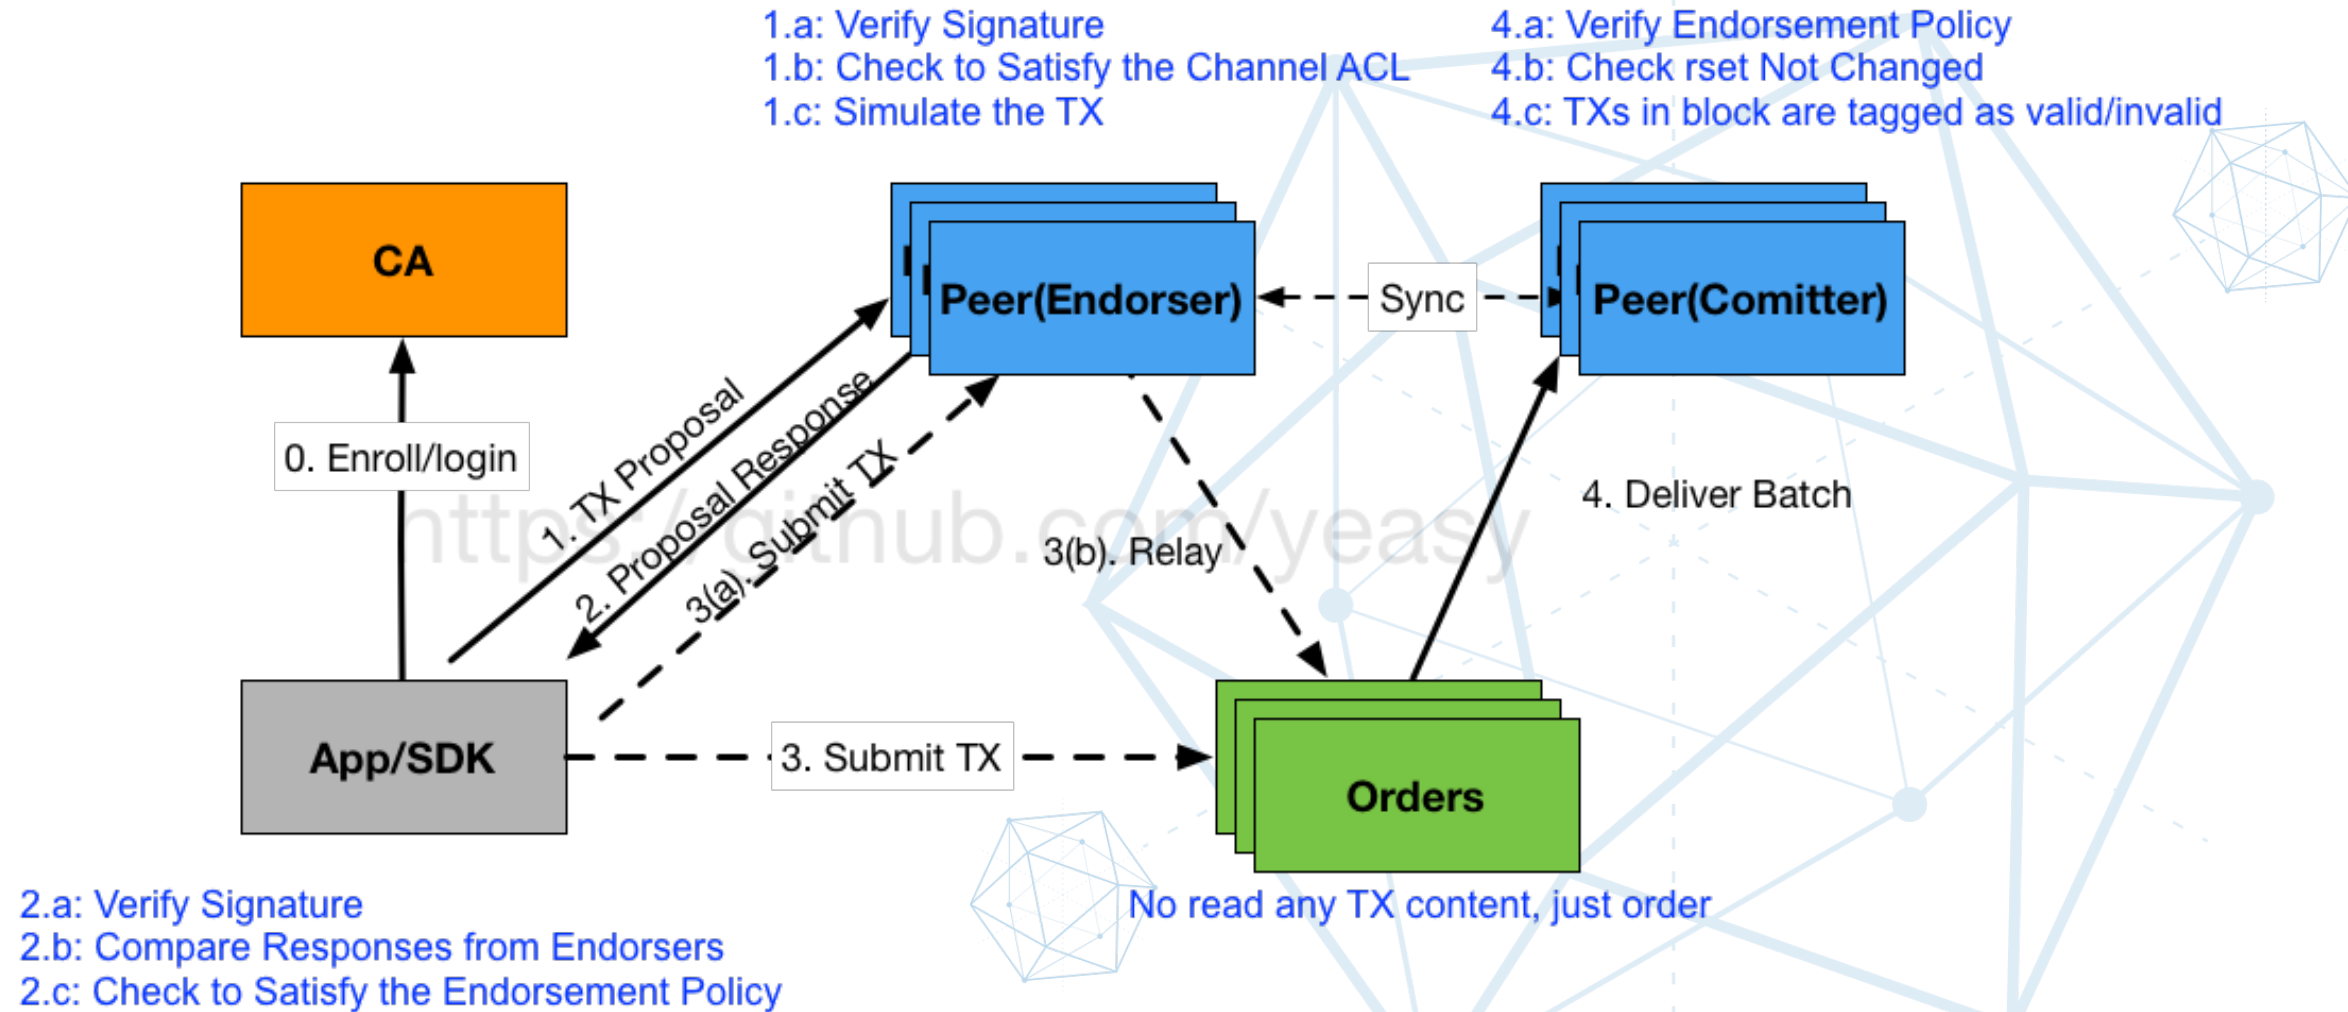 1.a: Verify Signature
1.b: Check to Satisfy the Channel ACL
1.c: Simulate the TX
4.a: Verify Endorsement Policy
4.b: Check rset Not Changed
4.c: TXs in block are tagged as valid/invalid
CA
Peer(Endorser)
Sync
Peer(Comitter)
0. Enroll/login
1. TX Proposal
2. Proposal Response
3(a). Submit TX
3(b). Relay
4. Deliver Batch
https://github.com/yeasy
App/SDK
3. Submit TX
Orders
No read any TX content, just order
2.a: Verify Signature
2.b: Compare Responses from Endorsers
2.c: Check to Satisfy the Endorsement Policy